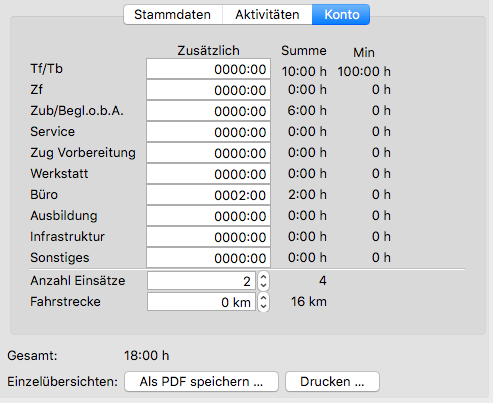 Stammdaten Aktivitäten Konto
Zusätzlich Summe Min
Tf/Tb 0000:00 10:00 h 100:00 h
Zf 0000:00 0:00 h 0 h
Zub/Begl.o.b.A. 0000:00 6:00 h 0 h
Service 0000:00 0:00 h 0 h
Zug Vorbereitung 0000:00 0:00 h 0 h
Werkstatt 0000:00 0:00 h 0 h
Büro 0002:00 2:00 h 0 h
Ausbildung 0000:00 0:00 h 0 h
Infrastruktur 0000:00 0:00 h 0 h
Sonstiges 0000:00 0:00 h 0 h
Anzahl Einsätze 2 4
Fahrstrecke 0 km 16 km
Gesamt: 18:00 h
Einzelübersichten: Als PDF speichern ... Drucken ...